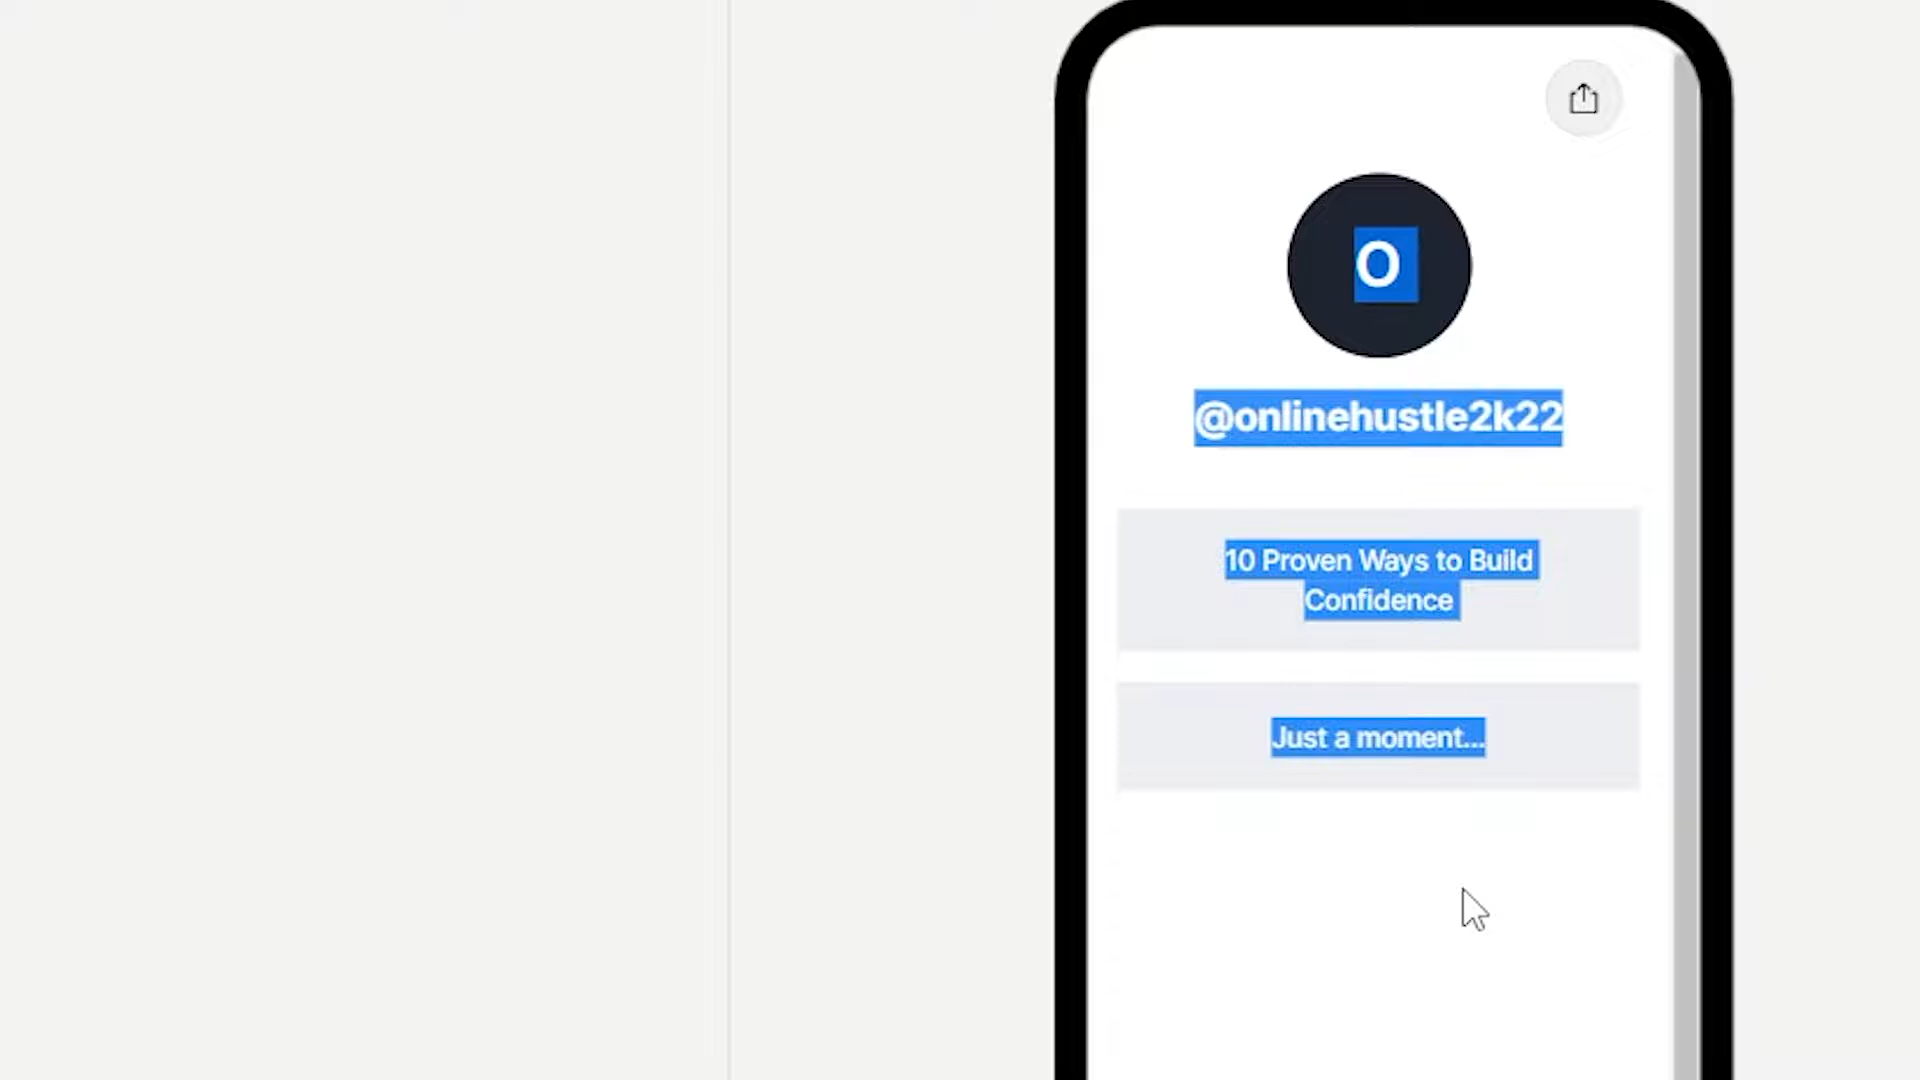 O
@onlinehustle2k22
10 Proven Ways to Build
Confidence
Just a moment...